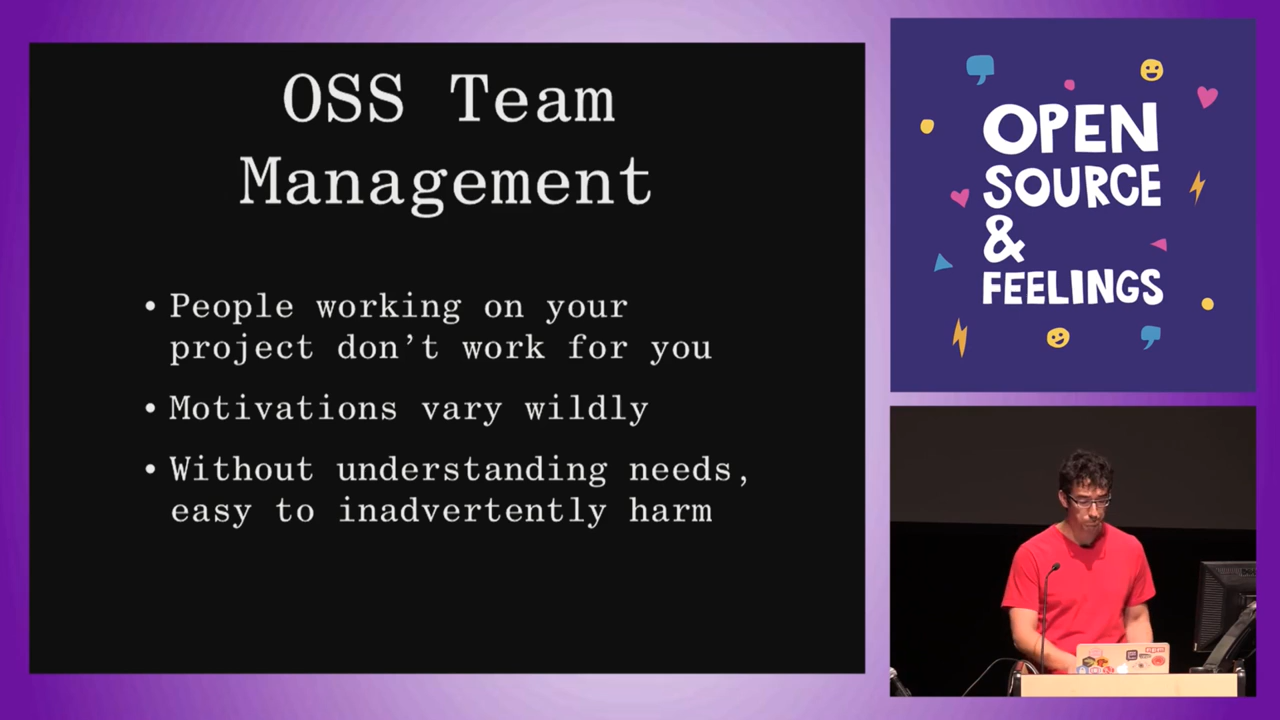 OSS Team
Management
• People working on your
project don’t work for you
• Motivations vary wildly
• Without understanding needs,
easy to inadvertently harm
OPEN
SOURCE
&
FEELINGS